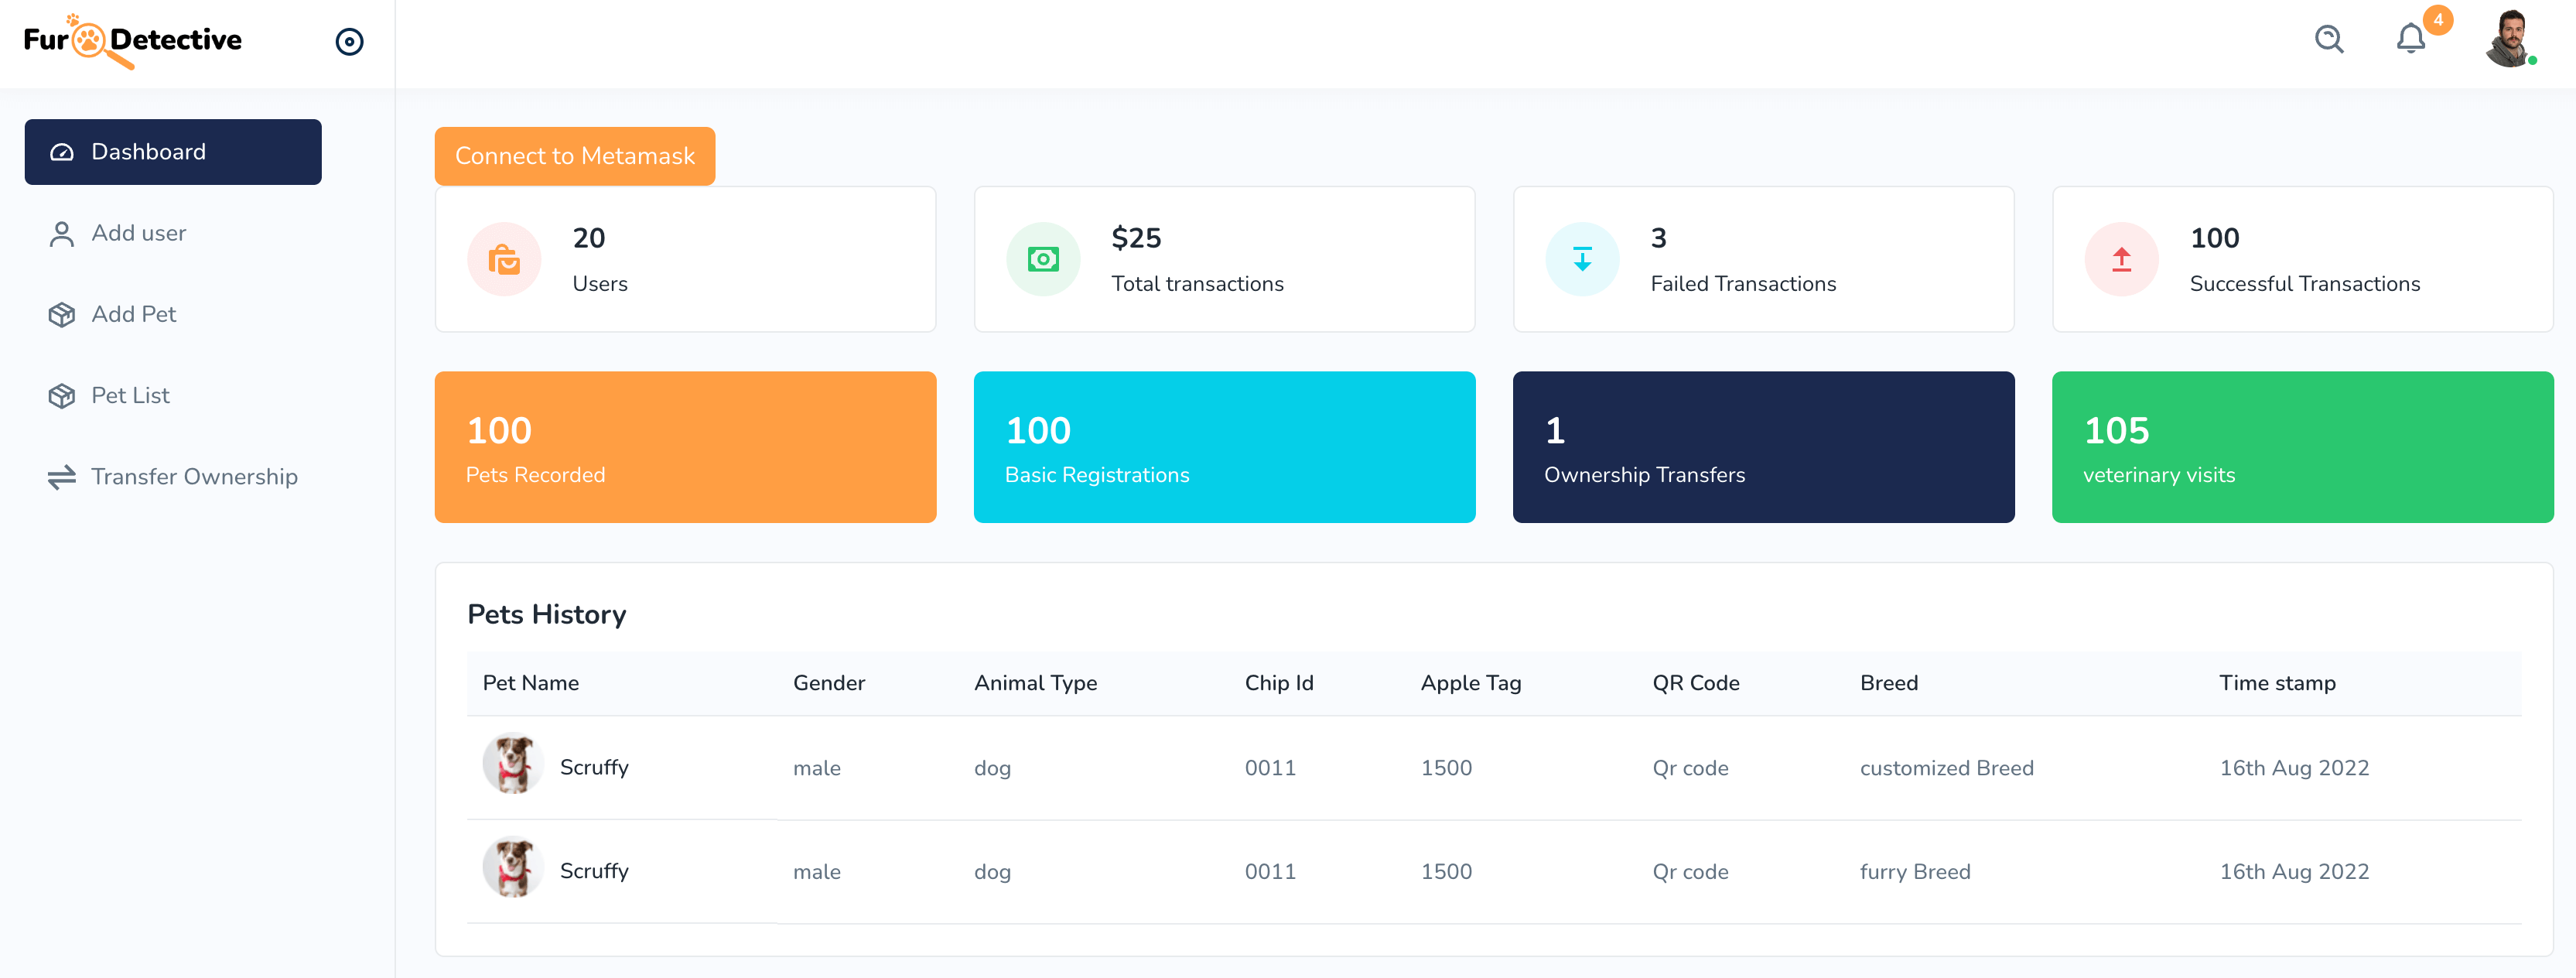 Fur Detective
4
Dashboard
Add user
Add Pet
Pet List
Transfer Ownership
Connect to Metamask
20
Users
$25
Total transactions
3
Failed Transactions
100
Successful Transactions
100
Pets Recorded
100
Basic Registrations
1
Ownership Transfers
105
veterinary visits
Pets History
Pet Name Gender Animal Type Chip Id Apple Tag QR Code Breed Time stamp
Scruffy male dog 0011 1500 Qr code customized Breed 16th Aug 2022
Scruffy male dog 0011 1500 Qr code furry Breed 16th Aug 2022